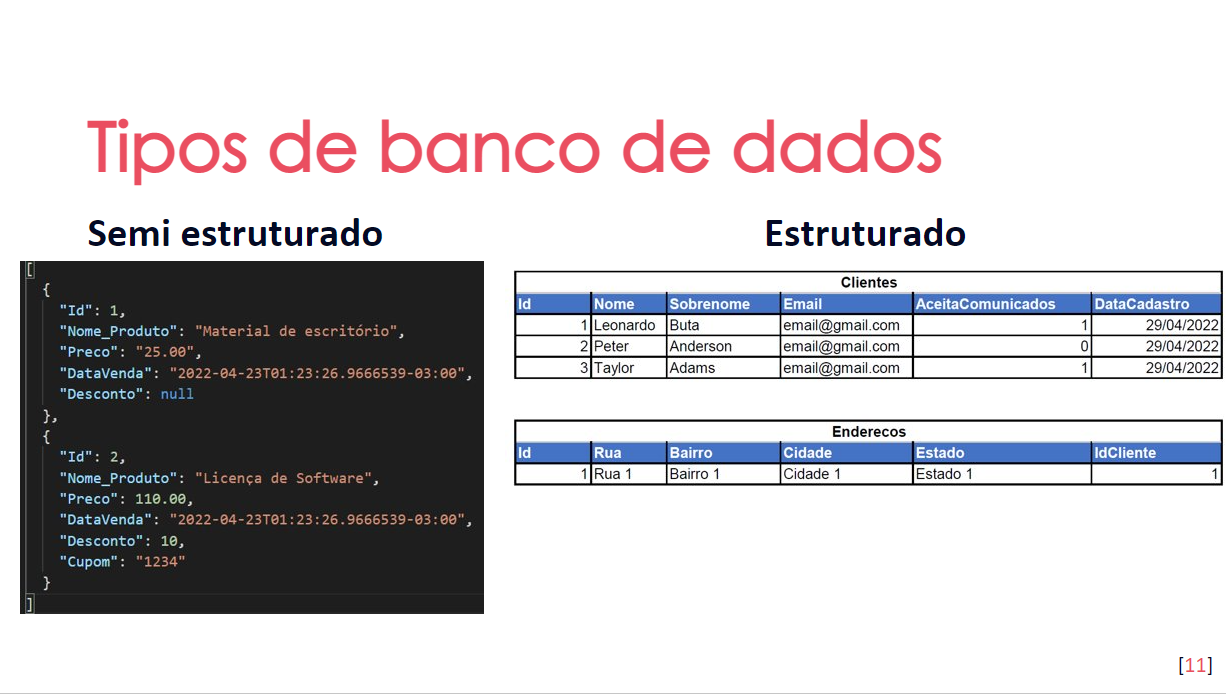 Tipos de banco de dados
Semi estruturado
[
{
"Id": 1,
"Nome_Produto": "Material de escritório",
"Preco": "25.00",
"DataVenda": "2022-04-23T01:23:26.9666539-03:00",
"Desconto": null
},
{
"Id": 2,
"Nome_Produto": "Licença de Software",
"Preco": 110.00,
"DataVenda": "2022-04-23T01:23:26.9666539-03:00",
"Desconto": 10,
"Cupom": "1234"
}
]
Estruturado
Clientes
Id Nome Sobrenome Email AceitaComunicados DataCadastro
1 Leonardo Buta email@gmail.com 1 29/04/2022
2 Peter Anderson email@gmail.com 0 29/04/2022
3 Taylor Adams email@gmail.com 1 29/04/2022
Enderecos
Id Rua Bairro Cidade Estado IdCliente
1 Rua 1 Bairro 1 Cidade 1 Estado 1 1
[11]